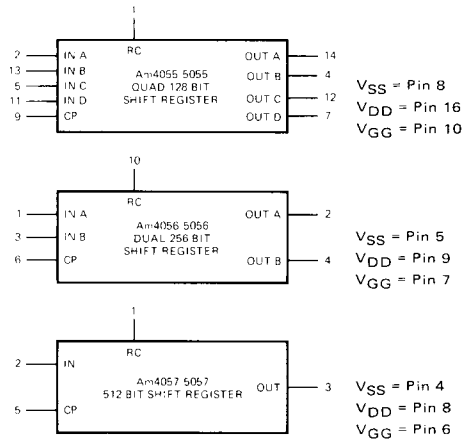 1
RC
2 IN A OUT A 14
13 IN B Am4055 5055 OUT B 4
5 IN C QUAD 128 BIT OUT C 12
11 IN D SHIFT REGISTER OUT D 7
9 CP
VSS = Pin 8
VDD = Pin 16
VGG = Pin 10
10
RC
1 IN A Am4056 5056 OUT A 2
3 IN B DUAL 256 BIT
6 CP SHIFT REGISTER OUT B 4
VSS = Pin 5
VDD = Pin 9
VGG = Pin 7
1
RC
2 IN
Am4057 5057 OUT 3
512 BIT SHIFT REGISTER
5 CP
VSS = Pin 4
VDD = Pin 8
VGG = Pin 6